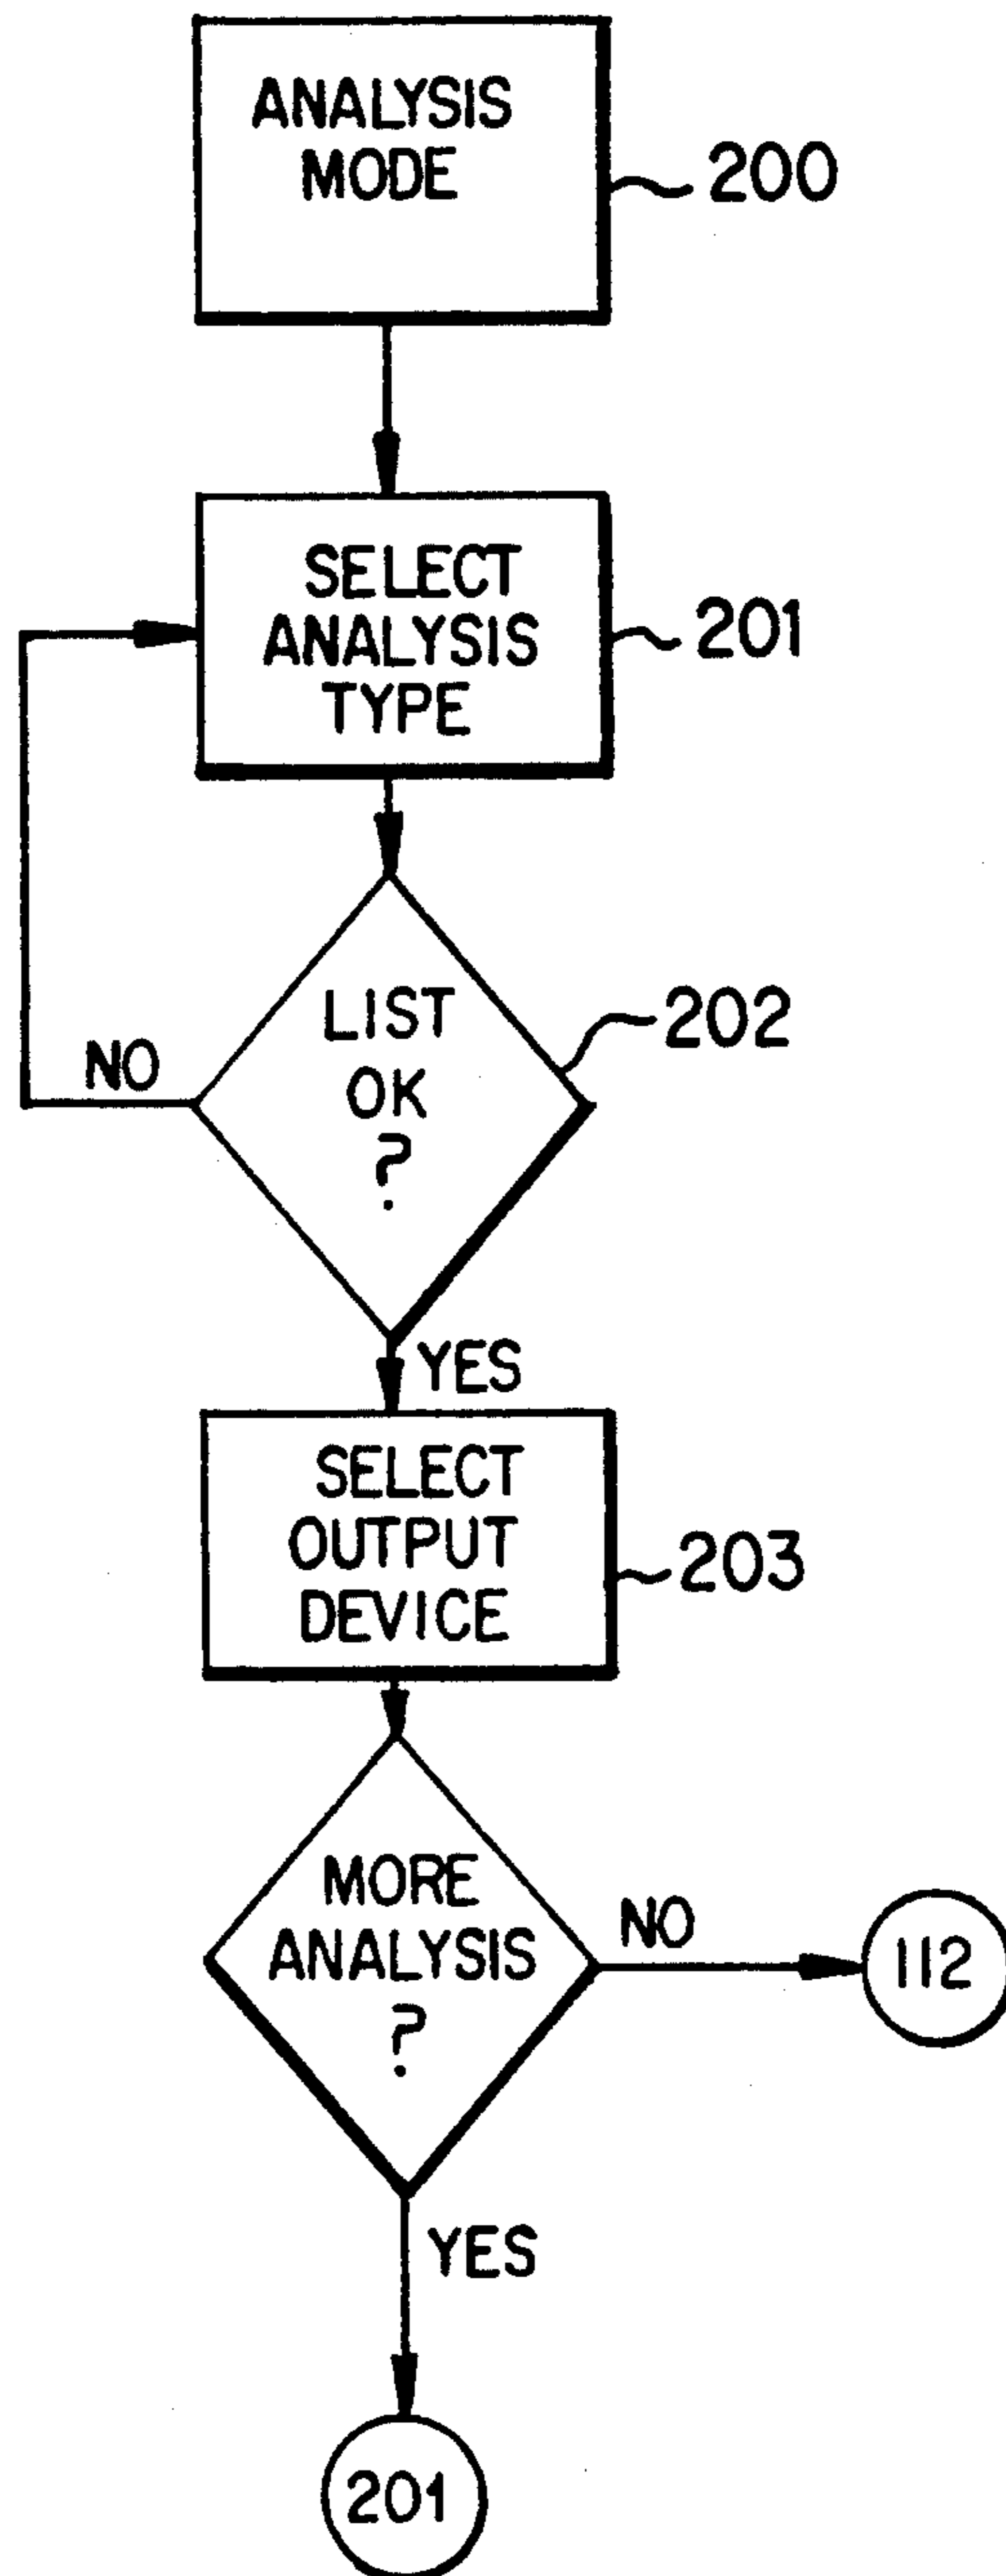 ANALYSIS
MODE
200
SELECT
ANALYSIS
TYPE
201
LIST
OK
?
202
NO
YES
SELECT
OUTPUT
DEVICE
203
MORE
ANALYSIS
?
NO
112
YES
201